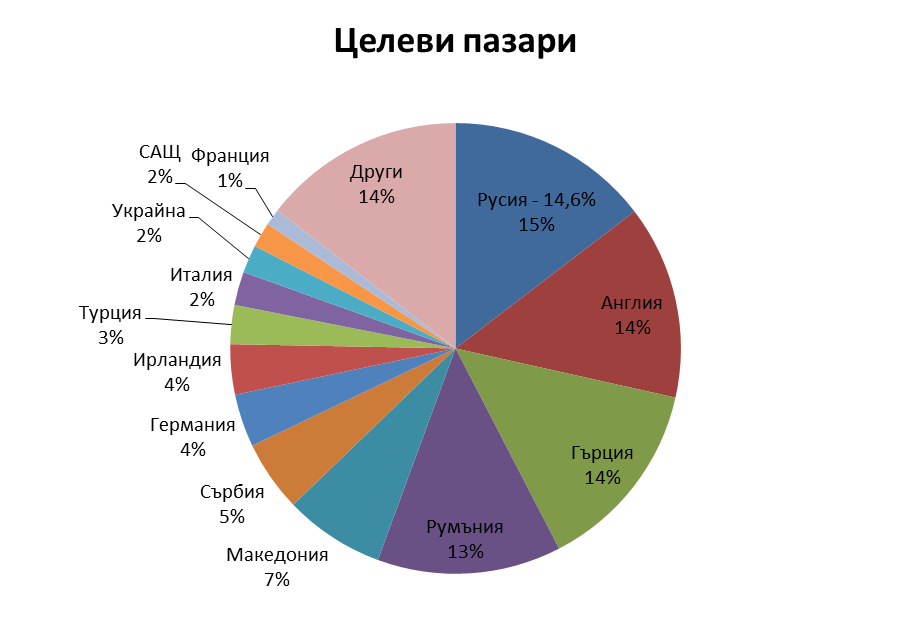 Целеви пазари
Русия - 14,6%
15%
Англия
14%
Гърция
14%
Румъния
13%
Македония
7%
Сърбия
5%
Германия
4%
Ирландия
4%
Турция
3%
Италия
2%
Украйна
2%
САЩ
2%
Франция
1%
Други
14%